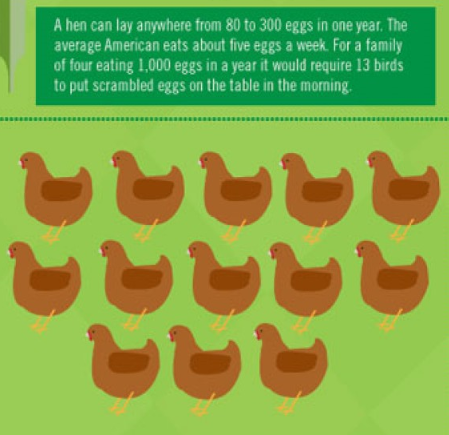 A hen can lay anywhere from 80 to 300 eggs in one year. The
average American eats about five eggs a week. For a family
of four eating 1,000 eggs in a year it would require 13 birds
to put scrambled eggs on the table in the morning.